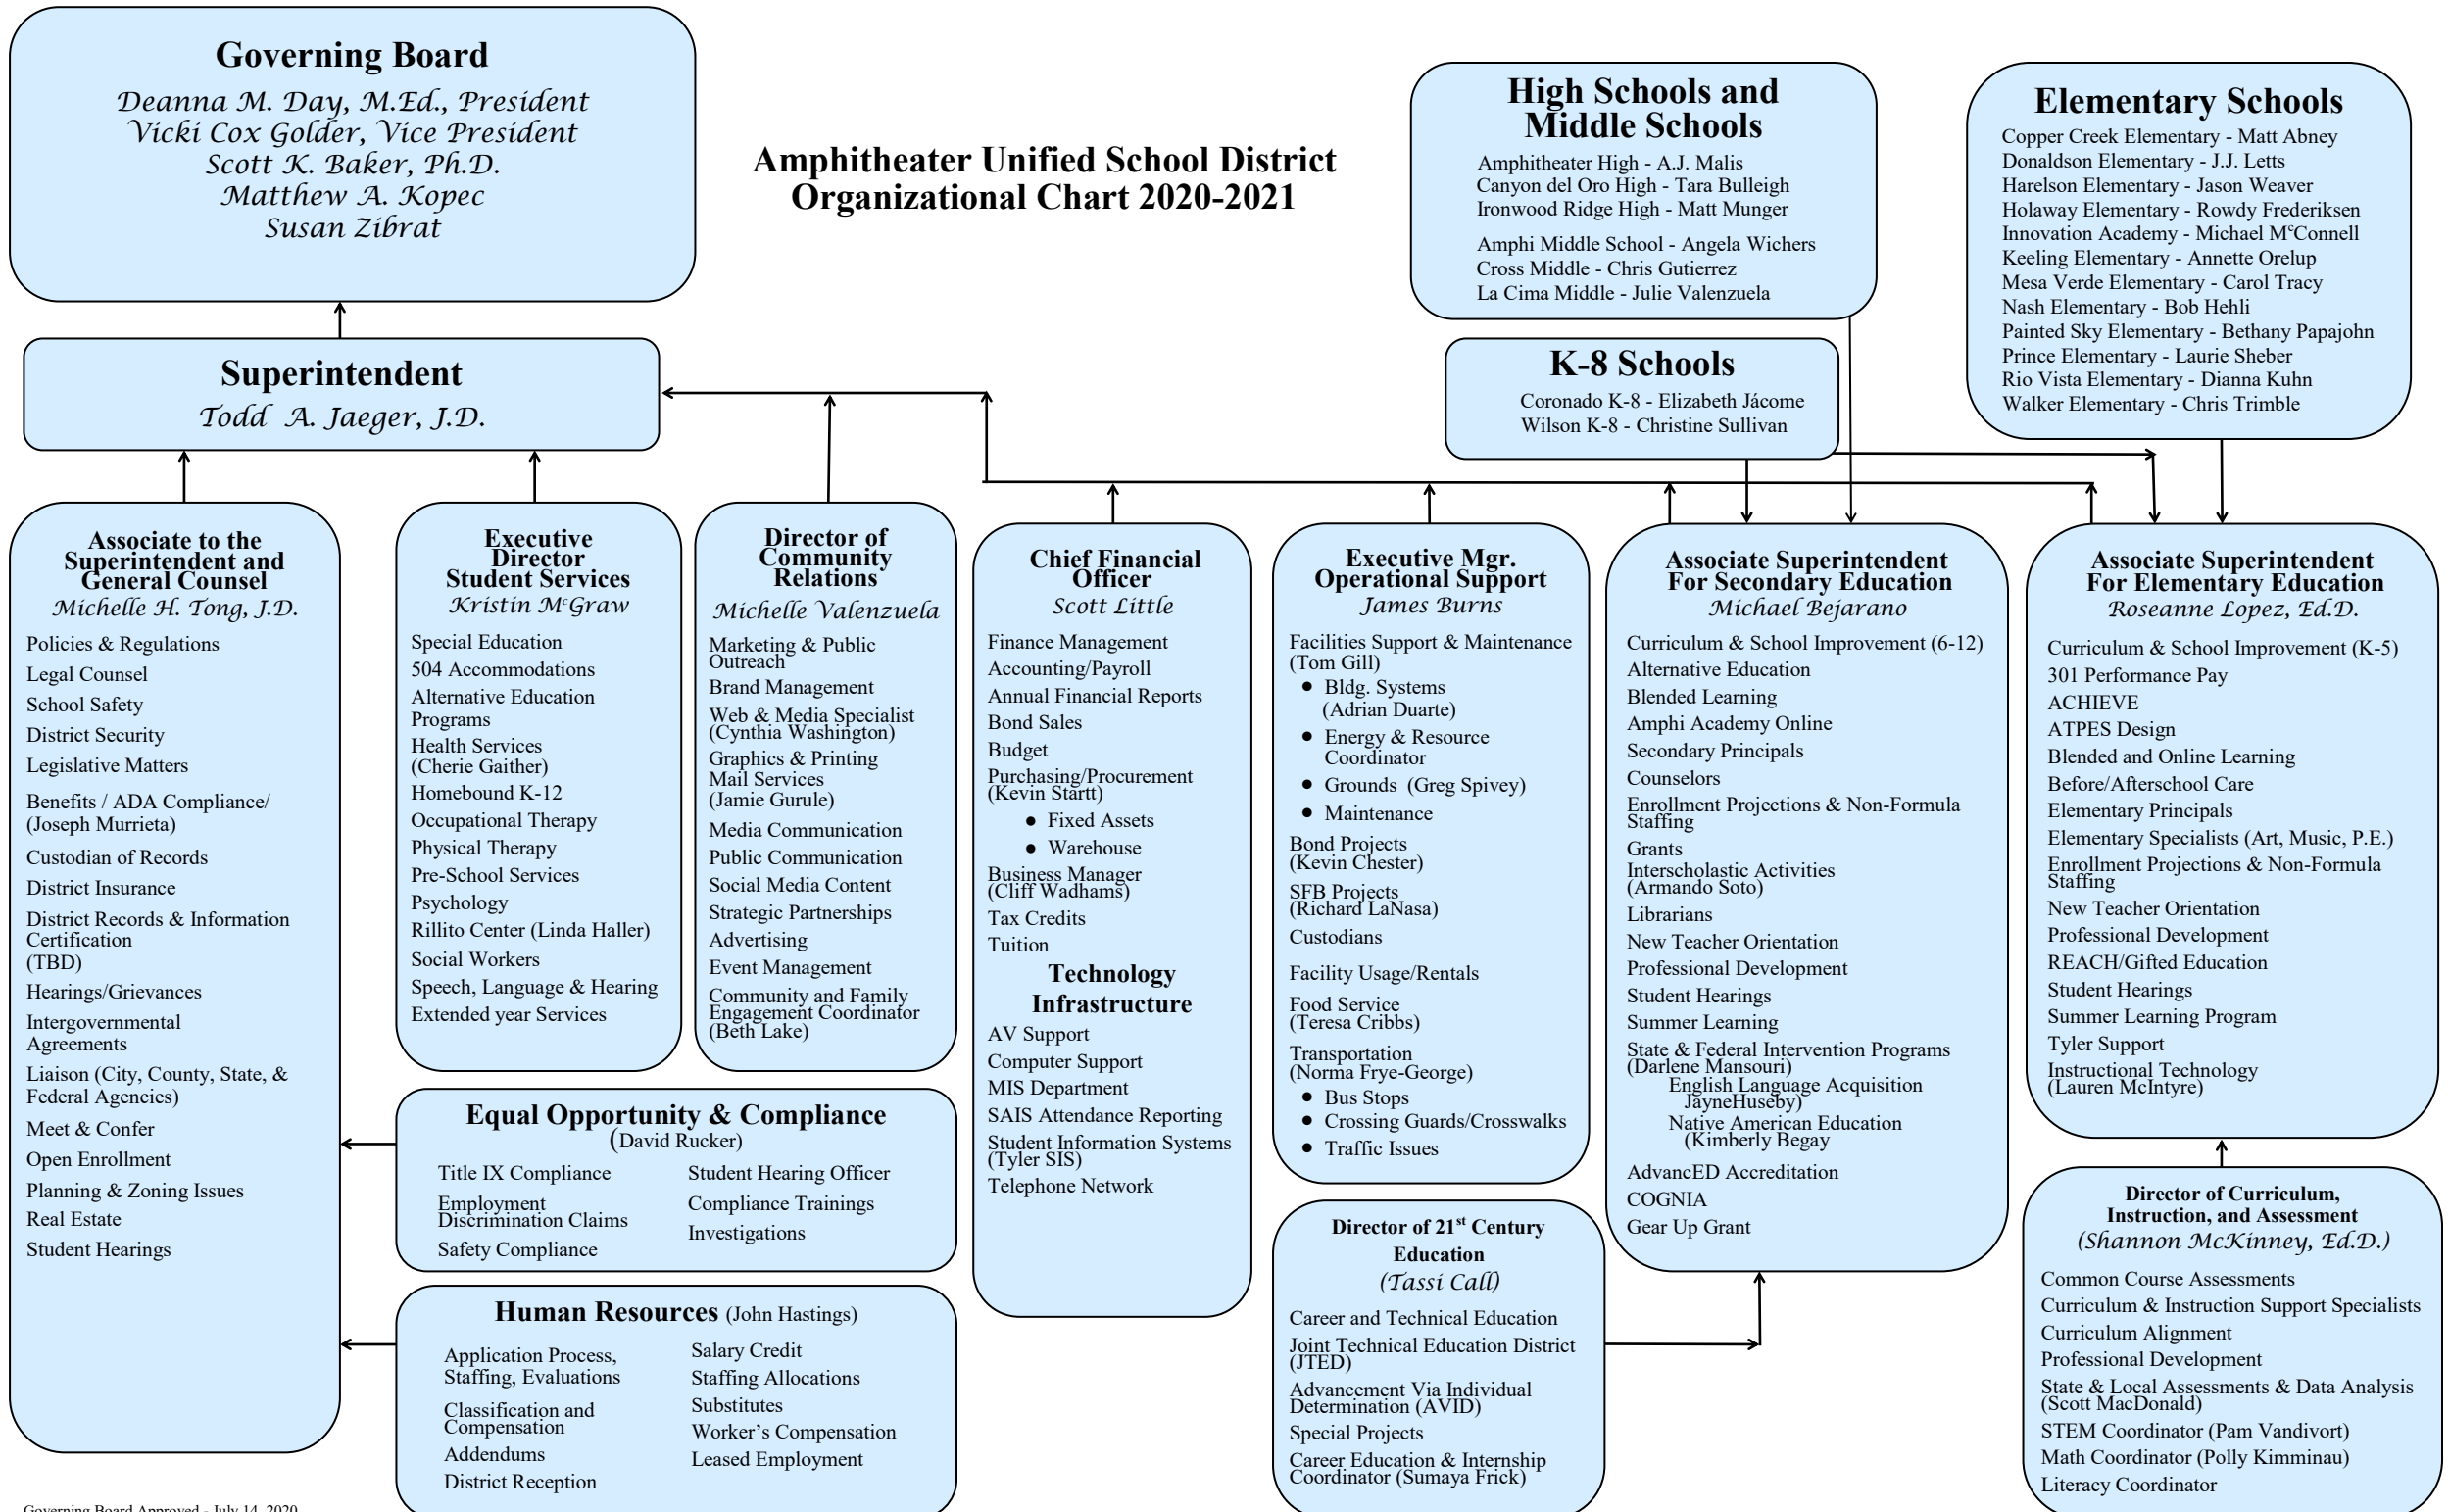 Governing Board
Deanna M. Day, M.Ed., President
Vicki Cox Golder, Vice President
Scott K. Baker, Ph.D.
Matthew A. Kopec
Susan Zibrat
Amphitheater Unified School District
Organizational Chart 2020-2021
High Schools and
Middle Schools
Amphitheater High - A.J. Malis
Canyon del Oro High - Tara Bulleigh
Ironwood Ridge High - Matt Munger
Amphi Middle School - Angela Wichers
Cross Middle - Chris Gutierrez
La Cima Middle - Julie Valenzuela
Elementary Schools
Copper Creek Elementary - Matt Abney
Donaldson Elementary - J.J. Letts
Harelson Elementary - Jason Weaver
Holaway Elementary - Rowdy Frederiksen
Innovation Academy - Michael McConnell
Keeling Elementary - Annette Orelup
Mesa Verde Elementary - Carol Tracy
Nash Elementary - Bob Hehli
Painted Sky Elementary - Bethany Papajohn
Prince Elementary - Laurie Sheber
Rio Vista Elementary - Dianna Kuhn
Walker Elementary - Chris Trimble
Superintendent
Todd A. Jaeger, J.D.
K-8 Schools
Coronado K-8 - Elizabeth Jácome
Wilson K-8 - Christine Sullivan
Associate to the
Superintendent and
General Counsel
Michelle H. Tong, J.D.
Policies & Regulations
Legal Counsel
School Safety
District Security
Legislative Matters
Benefits / ADA Compliance/
(Joseph Murrieta)
Custodian of Records
District Insurance
District Records & Information
Certification
(TBD)
Hearings/Grievances
Intergovernmental
Agreements
Liaison (City, County, State, &
Federal Agencies)
Meet & Confer
Open Enrollment
Planning & Zoning Issues
Real Estate
Student Hearings
Executive
Director
Student Services
Kristin McGraw
Special Education
504 Accommodations
Alternative Education
Programs
Health Services
(Cherie Gaither)
Homebound K-12
Occupational Therapy
Physical Therapy
Pre-School Services
Psychology
Rillito Center (Linda Haller)
Social Workers
Speech, Language & Hearing
Extended year Services
Director of
Community
Relations
Michelle Valenzuela
Marketing & Public
Outreach
Brand Management
Web & Media Specialist
(Cynthia Washington)
Graphics & Printing
Mail Services
(Jamie Gurule)
Media Communication
Public Communication
Social Media Content
Strategic Partnerships
Advertising
Event Management
Community and Family
Engagement Coordinator
(Beth Lake)
Chief Financial
Officer
Scott Little
Finance Management
Accounting/Payroll
Annual Financial Reports
Bond Sales
Budget
Purchasing/Procurement
(Kevin Startt)
• Fixed Assets
• Warehouse
Business Manager
(Cliff Wadhams)
Tax Credits
Tuition
Technology
Infrastructure
AV Support
Computer Support
MIS Department
SAIS Attendance Reporting
Student Information Systems
(Tyler SIS)
Telephone Network
Executive Mgr.
Operational Support
James Burns
Facilities Support & Maintenance
(Tom Gill)
• Bldg. Systems
(Adrian Duarte)
• Energy & Resource
Coordinator
• Grounds (Greg Spivey)
• Maintenance
Bond Projects
(Kevin Chester)
SFB Projects
(Richard LaNasa)
Custodians
Facility Usage/Rentals
Food Service
(Teresa Cribbs)
Transportation
(Norma Frye-George)
• Bus Stops
• Crossing Guards/Crosswalks
• Traffic Issues
Associate Superintendent
For Secondary Education
Michael Bejarano
Curriculum & School Improvement (6-12)
Alternative Education
Blended Learning
Amphi Academy Online
Secondary Principals
Counselors
Enrollment Projections & Non-Formula
Staffing
Grants
Interscholastic Activities
(Armando Soto)
Librarians
New Teacher Orientation
Professional Development
Student Hearings
Summer Learning
State & Federal Intervention Programs
(Darlene Mansouri)
English Language Acquisition
JayneHuseby)
Native American Education
(Kimberly Begay
AdvancED Accreditation
COGNIA
Gear Up Grant
Associate Superintendent
For Elementary Education
Roseanne Lopez, Ed.D.
Curriculum & School Improvement (K-5)
301 Performance Pay
ACHIEVE
ATPES Design
Blended and Online Learning
Before/Afterschool Care
Elementary Principals
Elementary Specialists (Art, Music, P.E.)
Enrollment Projections & Non-Formula
Staffing
New Teacher Orientation
Professional Development
REACH/Gifted Education
Student Hearings
Summer Learning Program
Tyler Support
Instructional Technology
(Lauren McIntyre)
Equal Opportunity & Compliance
(David Rucker)
Title IX Compliance
Employment
Discrimination Claims
Safety Compliance
Student Hearing Officer
Compliance Trainings
Investigations
Human Resources (John Hastings)
Application Process,
Staffing, Evaluations
Classification and
Compensation
Addendums
District Reception
Salary Credit
Staffing Allocations
Substitutes
Worker's Compensation
Leased Employment
Director of 21st Century
Education
(Tassi Call)
Career and Technical Education
Joint Technical Education District
(JTED)
Advancement Via Individual
Determination (AVID)
Special Projects
Career Education & Internship
Coordinator (Sumaya Frick)
Director of Curriculum,
Instruction, and Assessment
(Shannon McKinney, Ed.D.)
Common Course Assessments
Curriculum & Instruction Support Specialists
Curriculum Alignment
Professional Development
State & Local Assessments & Data Analysis
(Scott MacDonald)
STEM Coordinator (Pam Vandivort)
Math Coordinator (Polly Kimminau)
Literacy Coordinator
Governing Board Approved - July 14, 2020